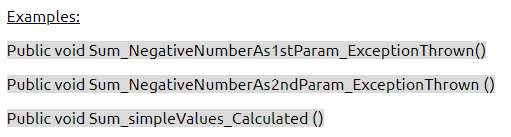 Examples:
Public void Sum_NegativeNumberAs1stParam_ExceptionThrown()
Public void Sum_NegativeNumberAs2ndParam_ExceptionThrown ()
Public void Sum_simpleValues_Calculated ()